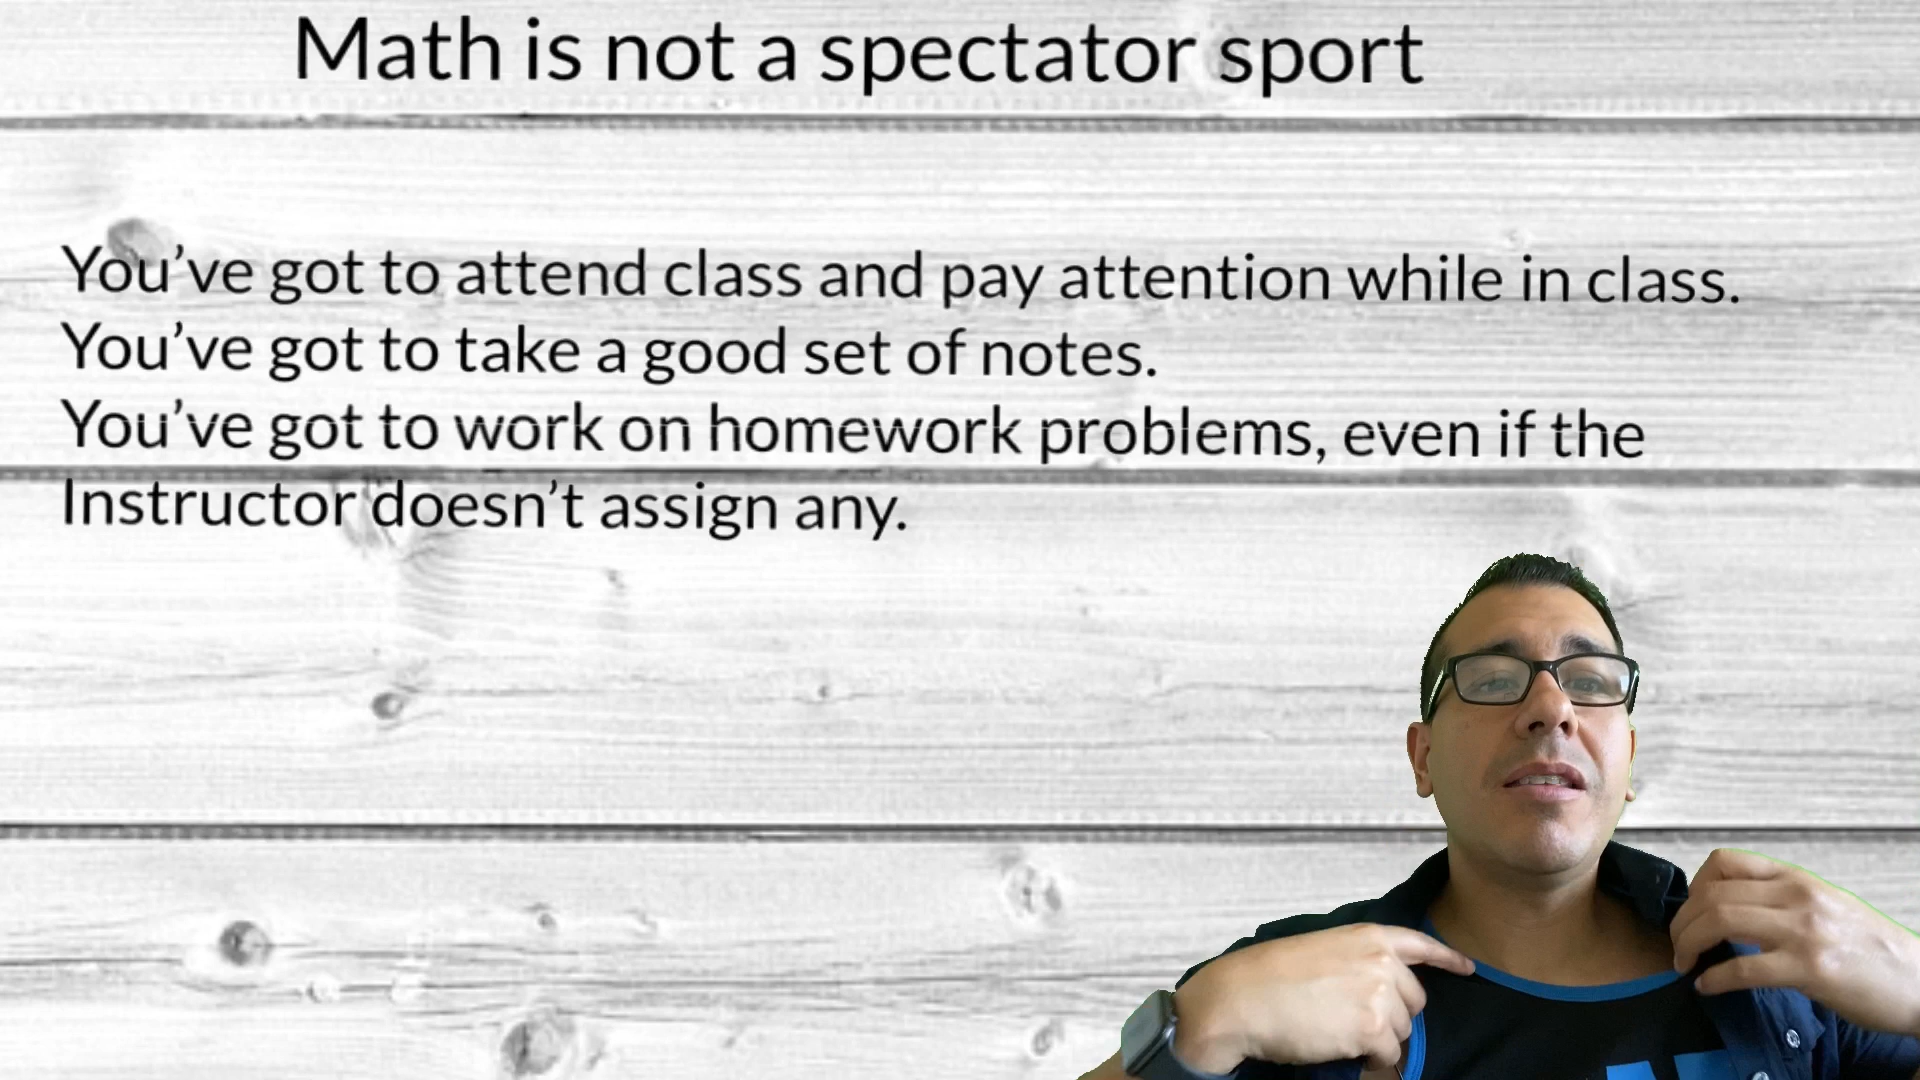 Math is not a spectator sport
You’ve got to attend class and pay attention while in class.
You’ve got to take a good set of notes.
You’ve got to work on homework problems, even if the
Instructor doesn’t assign any.